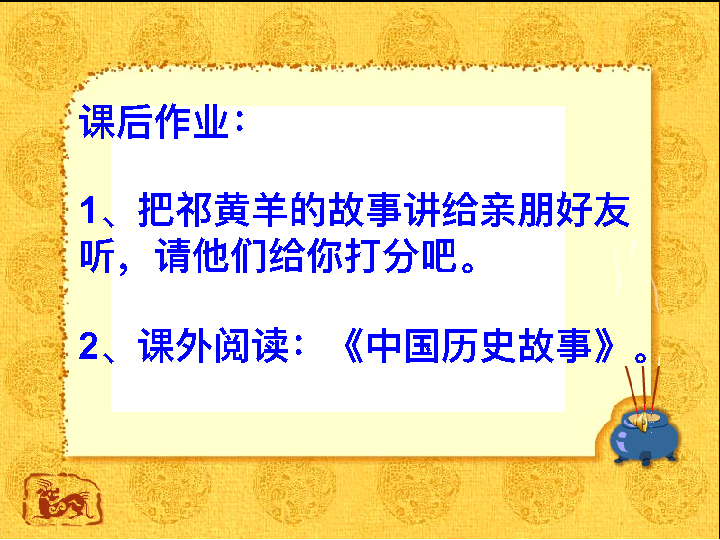 课后作业：
1、把祁黄羊的故事讲给亲朋好友
听，请他们给你打分吧。
2、课外阅读：《中国历史故事》。